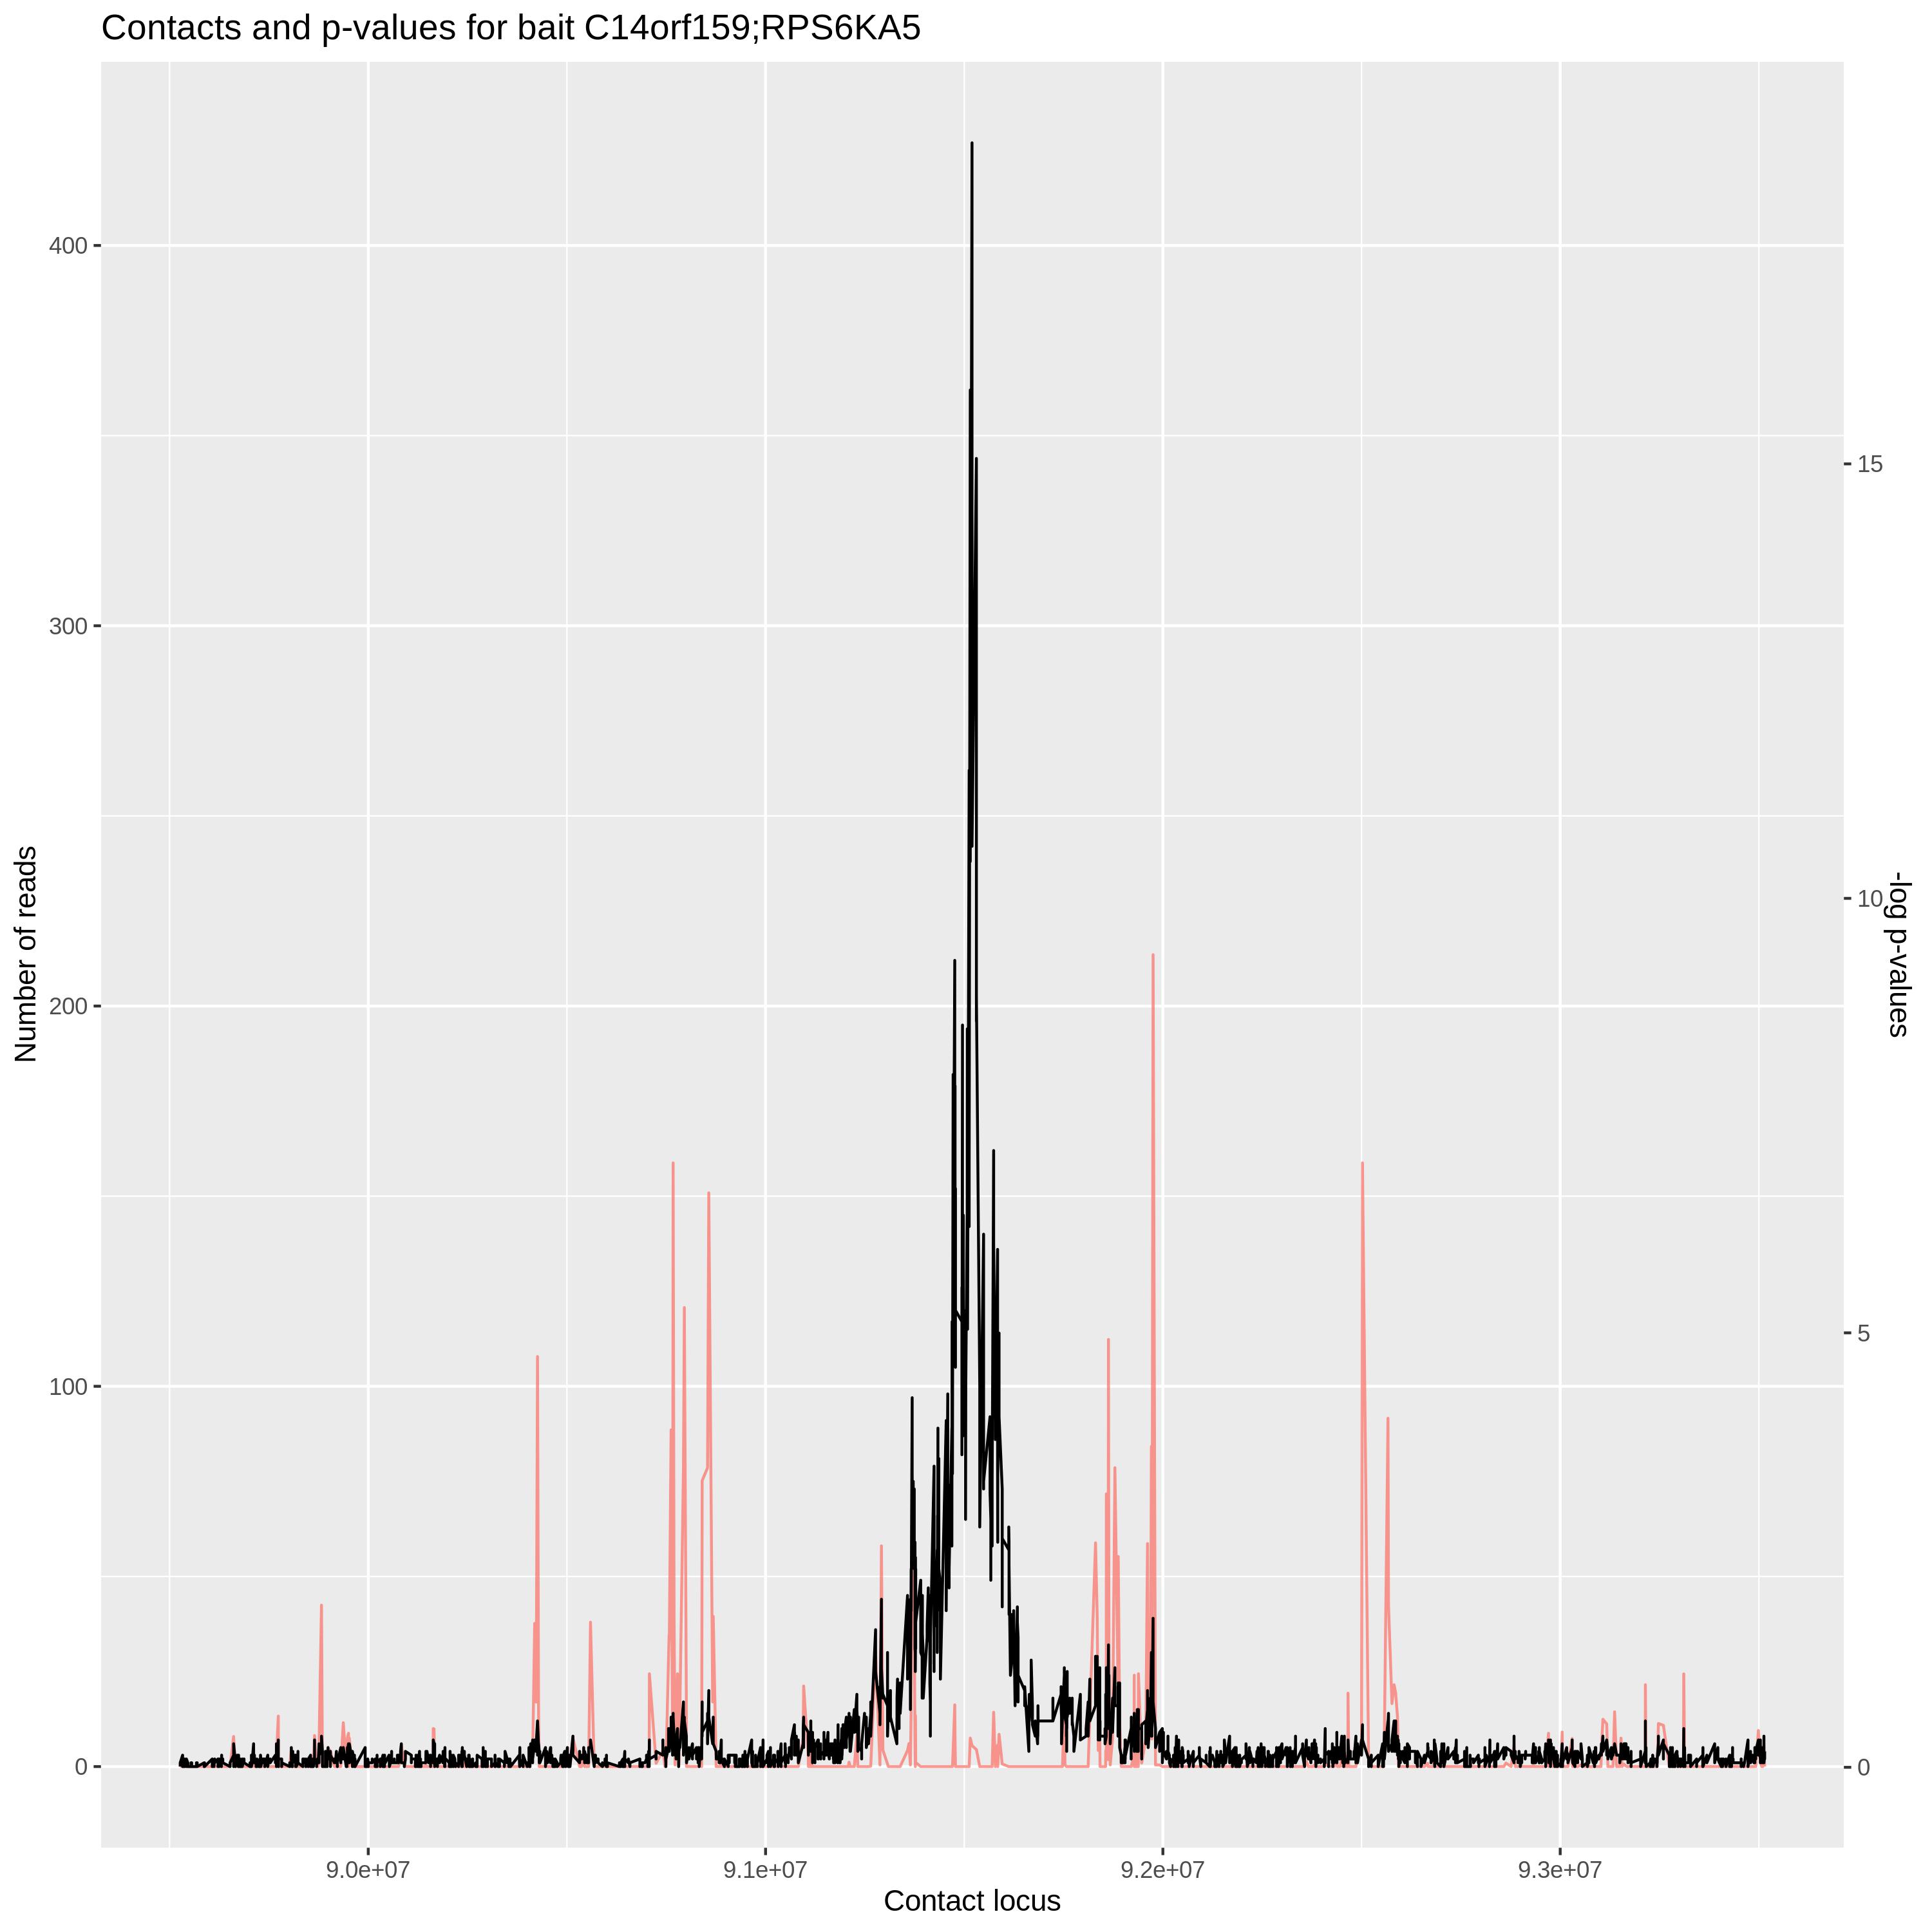 Contacts and p-values for bait C14orf159;RPS6KA5
400
300
200
100
0
Number of reads
15
10
5
0
-log p-values
9.0e+07
9.1e+07
9.2e+07
9.3e+07
Contact locus